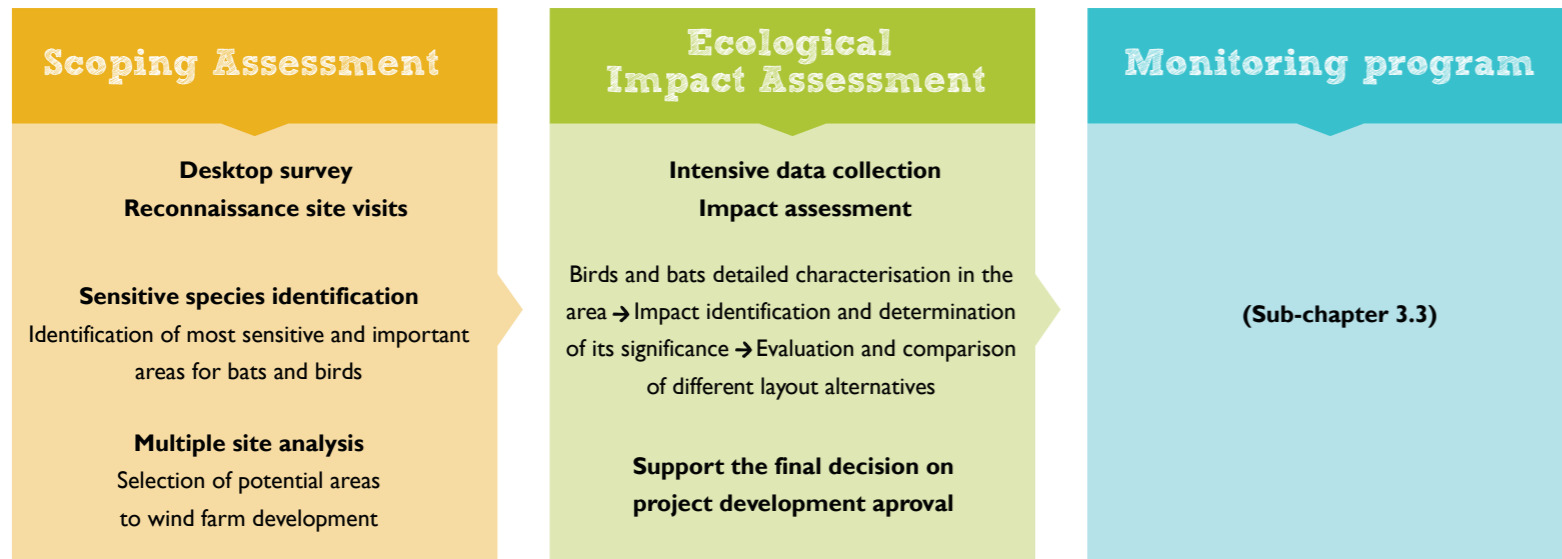 Scoping Assessment
Desktop survey
Reconnaissance site visits
Sensitive species identification
Identification of most sensitive and important
areas for bats and birds
Multiple site analysis
Selection of potential areas
to wind farm development
Ecological
Impact Assessment
Intensive data collection
Impact assessment
Birds and bats detailed characterisation in the
area → Impact identification and determination
of its significance → Evaluation and comparison
of different layout alternatives
Support the final decision on
project development aproval
Monitoring program
(Sub-chapter 3.3)